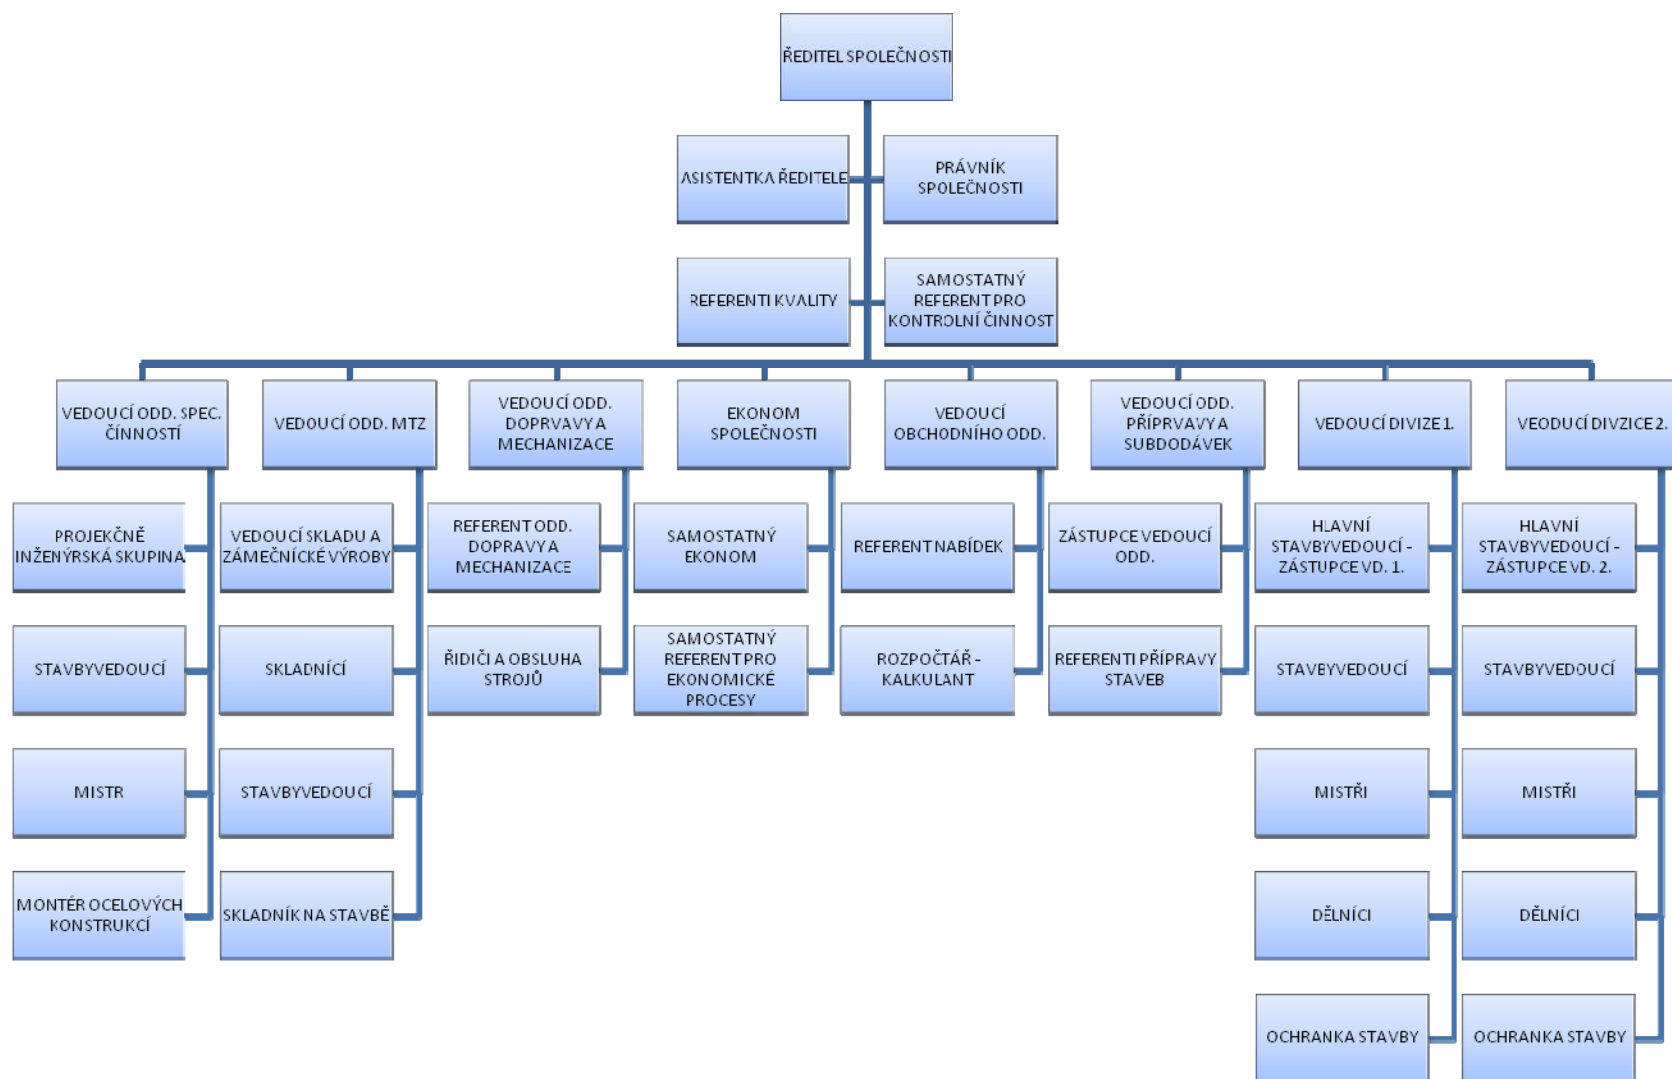 ŘEDITEL SPOLEČNOSTI
ASISTENTKA ŘEDITELE
PRÁVNÍK
SPOLEČNOSTI
REFERENTI KVALITY
SAMOSTATNÝ
REFERENT PRO
KONTROLNÍ ČINNOST
VEDOUCÍ ODD. SPEC.
ČÍNNOSTÍ
VEDOUCÍ ODD. MTZ
VEDOUCÍ ODD.
DOPRVAVY A
MECHANIZACE
EKONOM
SPOLEČNOSTI
VEDOUCÍ
OBCHODNÍHO ODD.
VEDOUCÍ ODD.
PŘÍPRVAVY A
SUBDODÁVEK
VEDOUCÍ DIVIZE 1.
VEODUCÍ DIVZICE 2.
PROJEKČNĚ
INŽENÝRSKÁ SKUPINA
VEDOUCÍ SKLADU A
ZÁMEČNÍCKÉ VÝROBY
REFERENT ODD.
DOPRAVY A
MECHANIZACE
SAMOSTATNÝ
EKONOM
REFERENT NABÍDEK
ZÁSTUPCE VEDOUCÍ
ODD.
HLAVNÍ
STAVBYVEDOUCÍ -
ZÁSTUPCE VD. 1.
HLAVNÍ
STAVBYVEDOUCÍ -
ZÁSTUPCE VD. 2.
STAVBYVEDOUCÍ
SKLADNÍCÍ
ŘIDIČI A OBSLUHA
STROJŮ
SAMOSTATNÝ
REFERENT PRO
EKONOMICKÉ
PROCESY
ROZPOČTÁŘ -
KALKULANT
REFERENTI PŘÍPRAVY
STAVEB
STAVBYVEDOUCÍ
STAVBYVEDOUCÍ
MISTR
STAVBYVEDOUCÍ
MISTŘI
MISTŘI
MONTÉR OCELOVÝCH
KONSTRUKCÍ
SKLADNÍK NA STAVBĚ
DĚLNÍCI
DĚLNÍCI
OCHRANKA STAVBY
OCHRANKA STAVBY